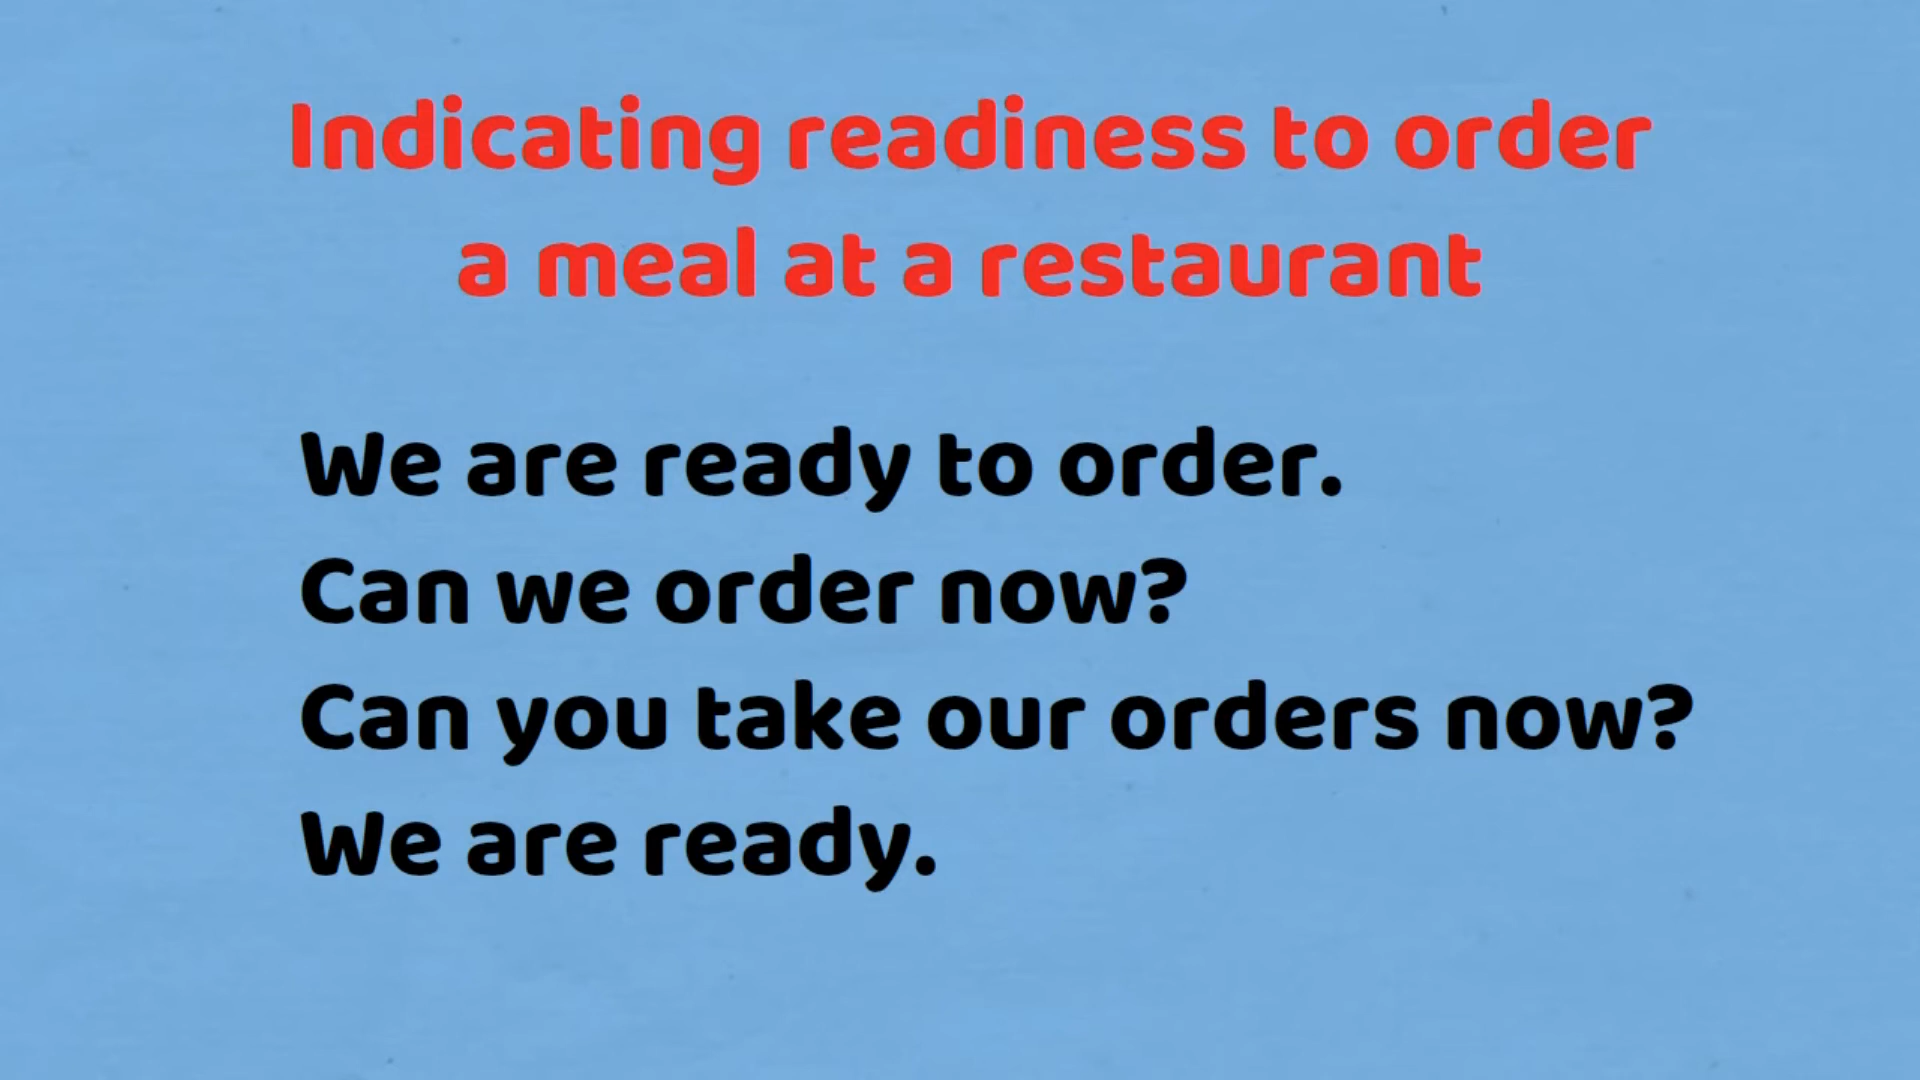 Indicating readiness to order
a meal at a restaurant
We are ready to order.
Can we order now?
Can you take our orders now?
We are ready.